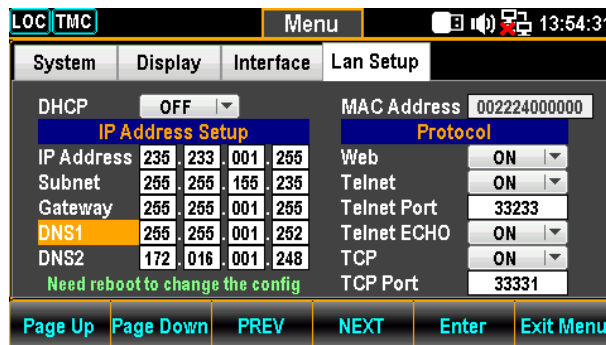 LOC TMC Menu 13:54:31
System Display Interface Lan Setup
DHCP OFF MAC Address 002224000000
IP Address Setup Protocol
IP Address 235 . 233 . 001 . 255 Web ON
Subnet 255 . 255 . 155 . 235 Telnet ON
Gateway 255 . 255 . 001 . 255 Telnet Port 33233
DNS1 255 . 255 . 001 . 252 Telnet ECHO ON
DNS2 172 . 016 . 001 . 248 TCP ON
Need reboot to change the config TCP Port 33331
Page Up Page Down PREV NEXT Enter Exit Menu